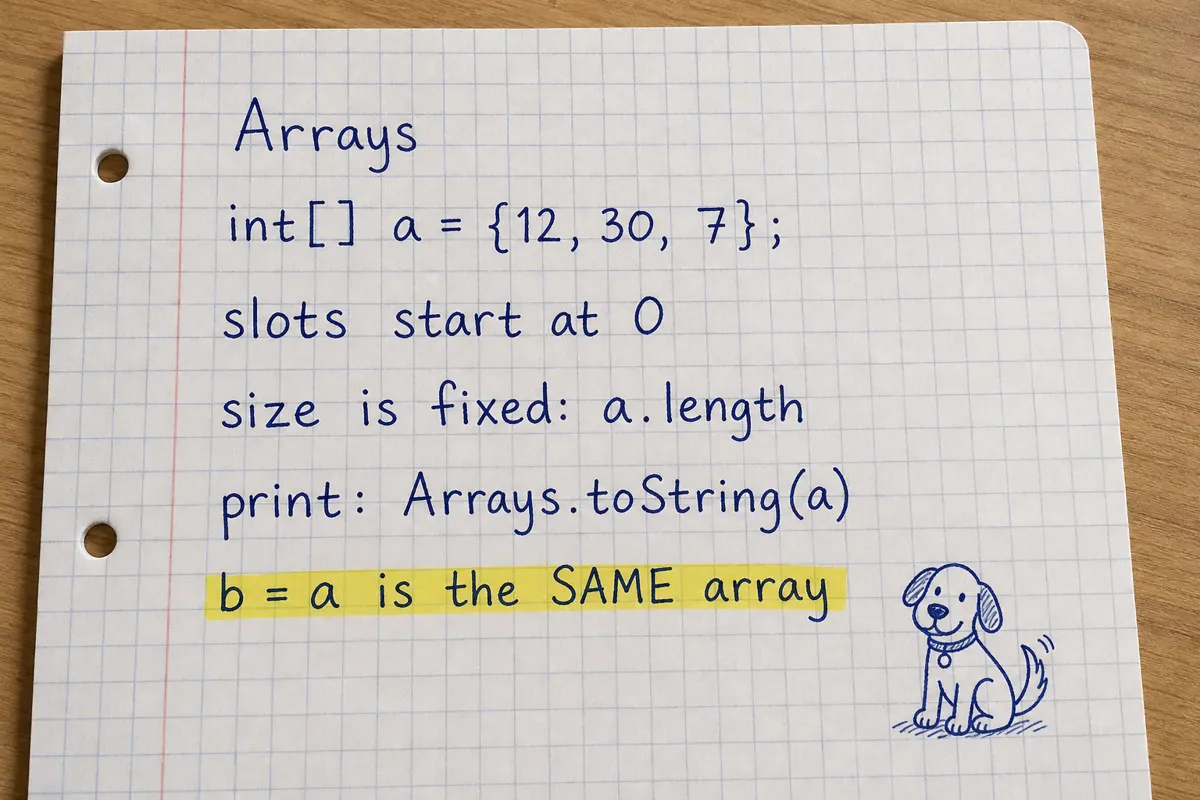 Arrays
int[] a = {12, 30, 7};
slots start at 0
size is fixed: a.length
print: Arrays.toString(a)
b = a is the SAME array